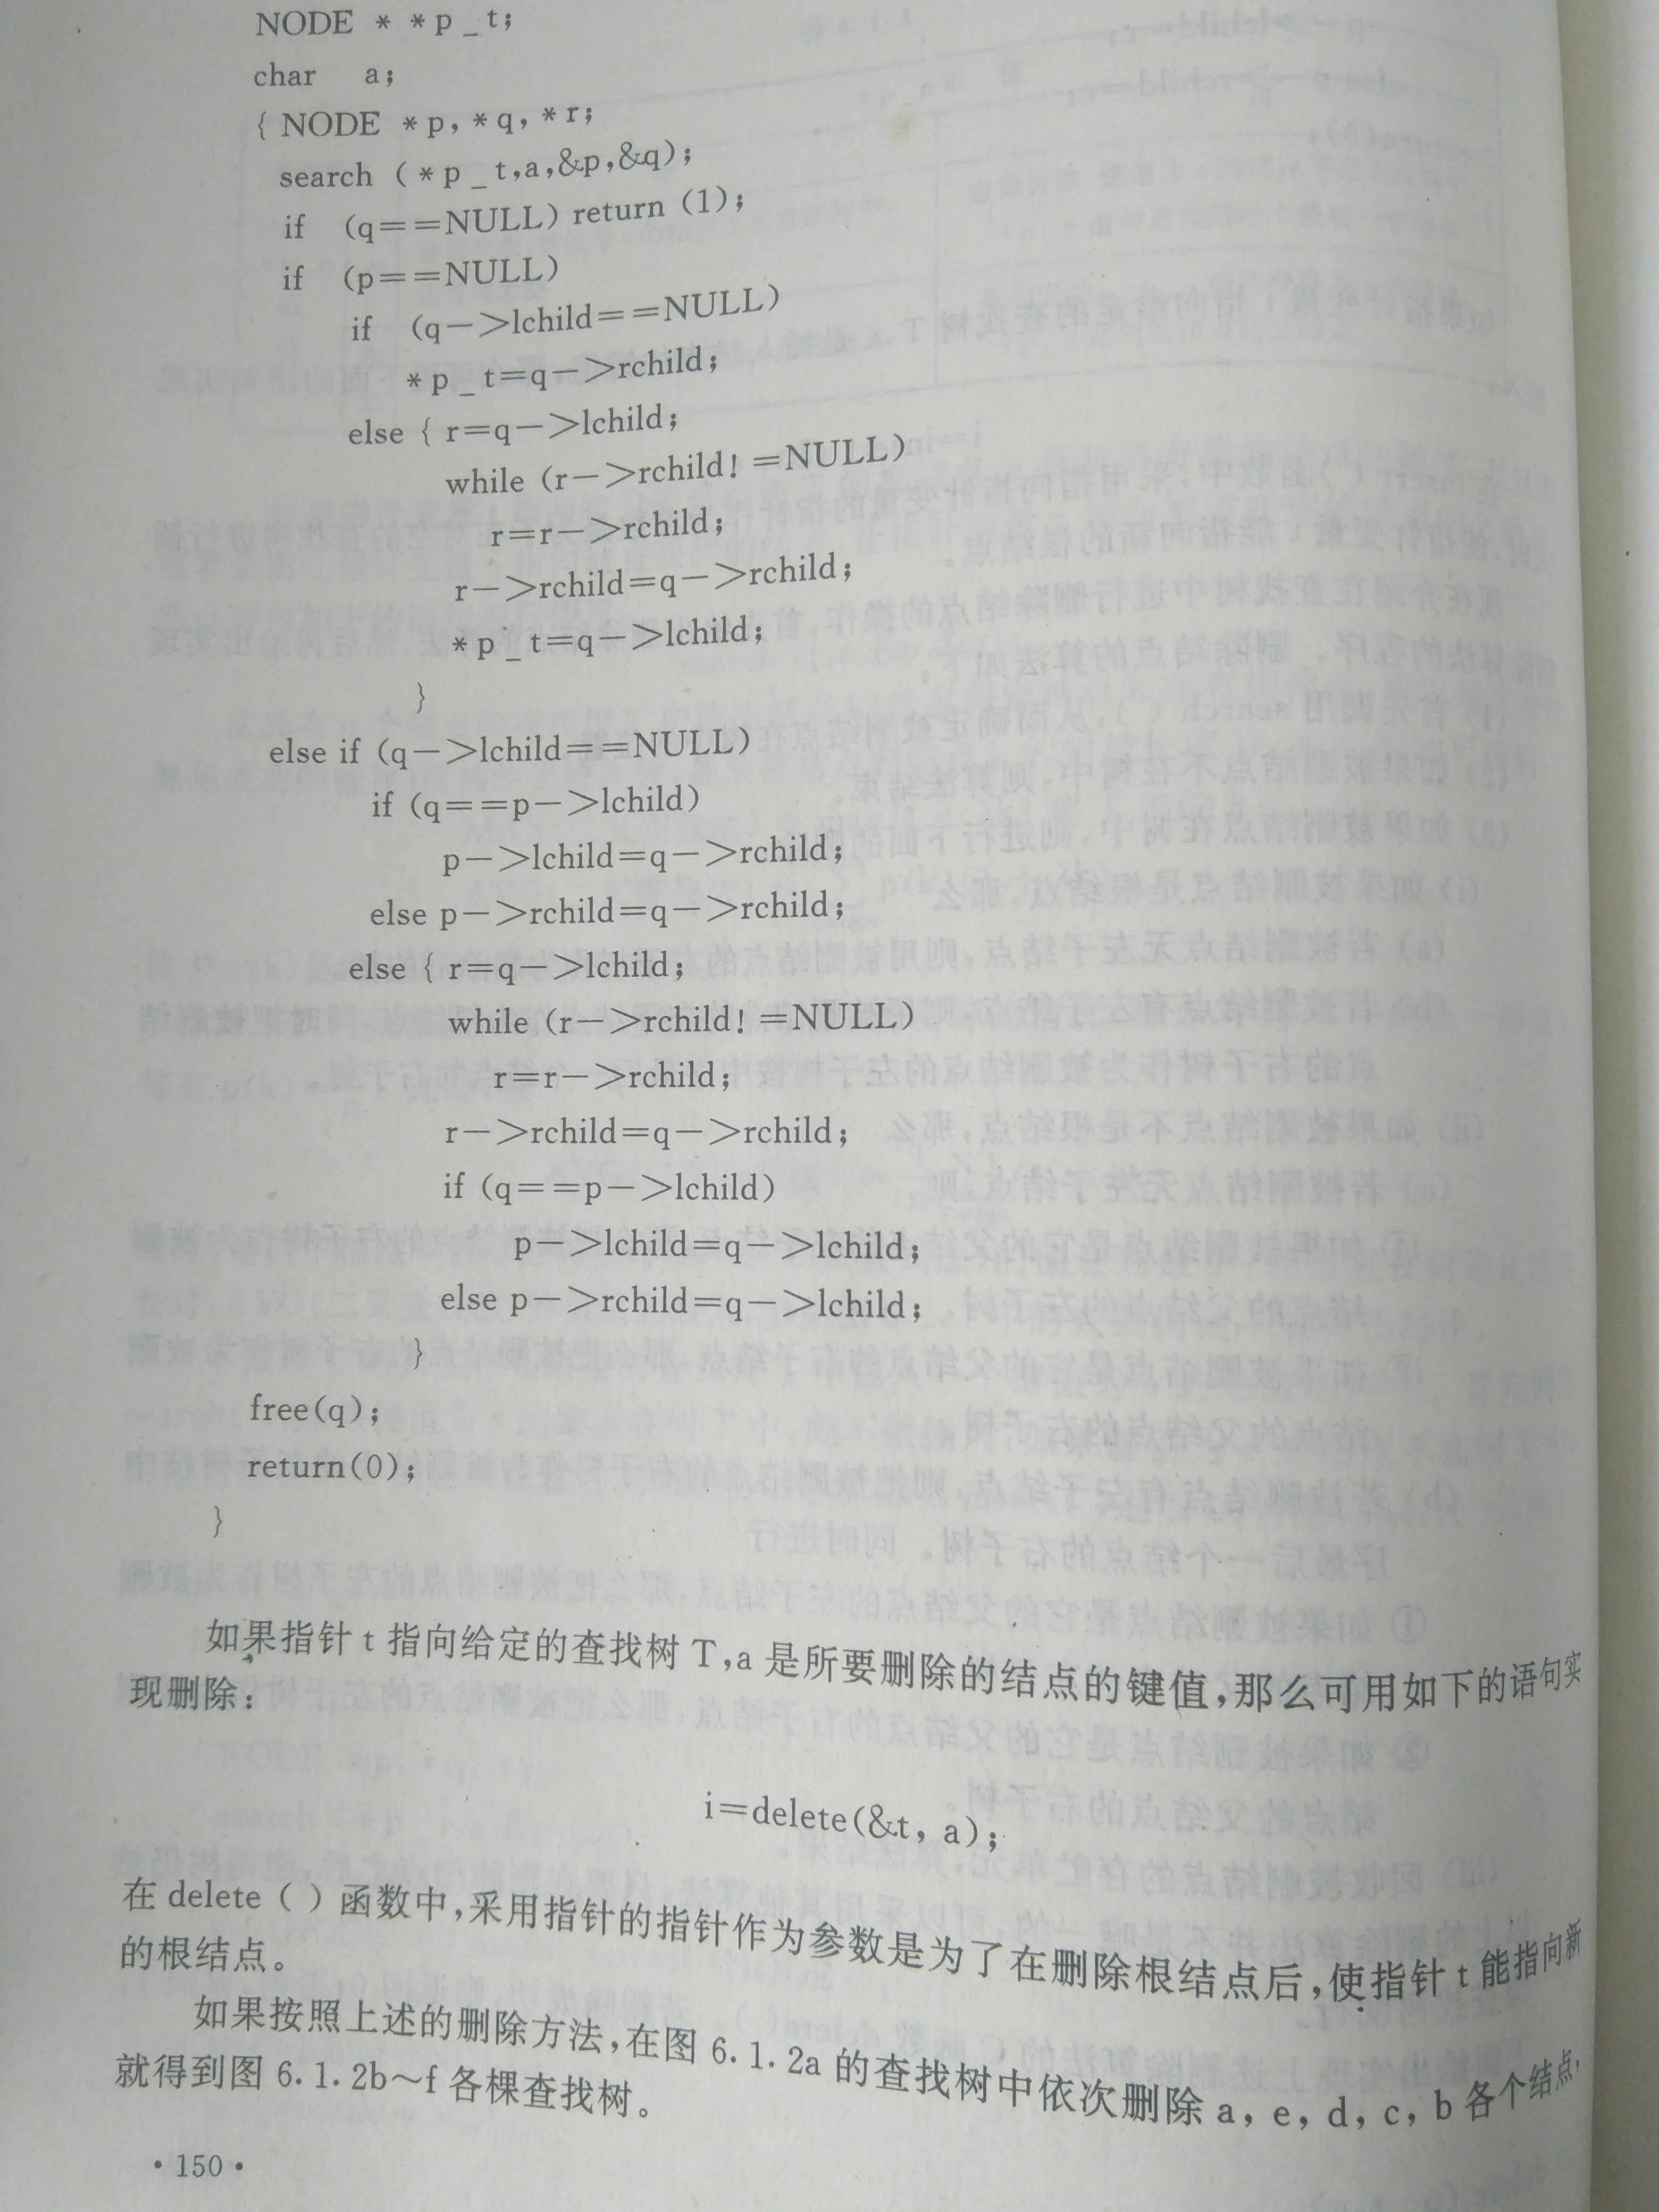 NODE * *p_t;
char a;
{ NODE *p, *q, *r;
search (*p_t,a,&p,&q);
if (q==NULL) return (1);
if (p==NULL)
if (q->lchild==NULL)
*p_t=q->rchild;
else { r=q->lchild;
while (r->rchild! =NULL)
r=r->rchild;
r->rchild=q->rchild;
*p_t=q->lchild;
}
else if (q->lchild==NULL)
if (q==p->lchild)
p->lchild=q->rchild;
else p->rchild=q->rchild;
else { r=q->lchild;
while (r->rchild! =NULL)
r=r->rchild;
r->rchild=q->rchild;
if (q==p->lchild)
p->lchild=q->lchild;
else p->rchild=q->lchild;
}
free(q);
return(0);
}
如果指针 t 指向给定的查找树 T,a 是所要删除的结点的键值,那么可用如下的语句实
现删除:
i=delete(&t, a);
在 delete ( ) 函数中,采用指针的指针作为参数是为了在删除根结点后,使指针 t 能指向新
的根结点。
如果按照上述的删除方法,在图 6.1.2a 的查找树中依次删除 a, e, d, c, b 各个结点,
就得到图 6.1.2b~f 各棵查找树。
• 150 •